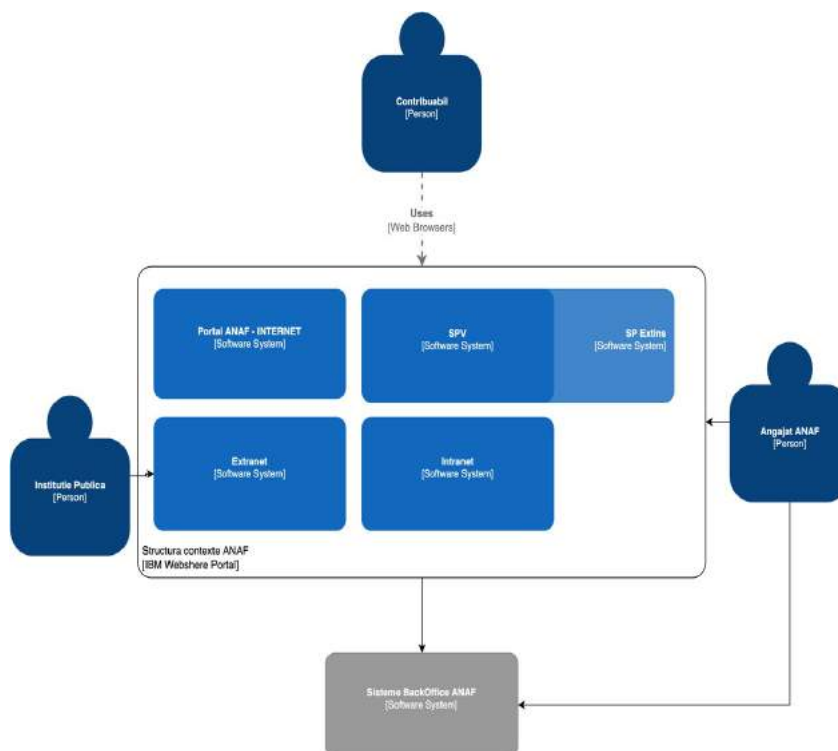 Contribuabil
[Person]
Uses
[Web Browsers]
Portal ANAF - INTERNET
[Software System]
SPV
[Software System]
SP Extins
[Software System]
Angajat ANAF
[Person]
Institutie Publica
[Person]
Extranet
[Software System]
Intranet
[Software System]
Structura contexte ANAF
[IBM Webshere Portal]
Sisteme BackOffice ANAF
[Software System]